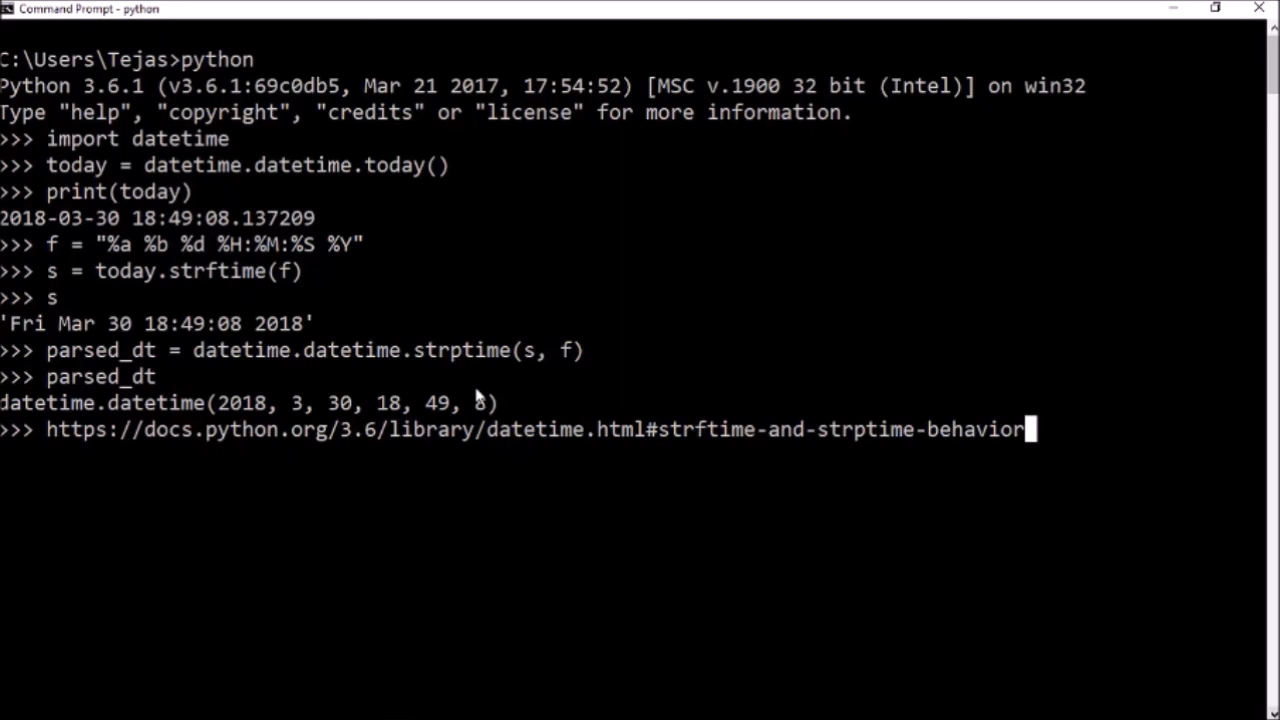 Command Prompt - python
C:\Users\Tejas>python
Python 3.6.1 (v3.6.1:69c0db5, Mar 21 2017, 17:54:52) [MSC v.1900 32 bit (Intel)] on win32
Type "help", "copyright", "credits" or "license" for more information.
>>> import datetime
>>> today = datetime.datetime.today()
>>> print(today)
2018-03-30 18:49:08.137209
>>> f = "%a %b %d %H:%M:%S %Y"
>>> s = today.strftime(f)
>>> s
'Fri Mar 30 18:49:08 2018'
>>> parsed_dt = datetime.datetime.strptime(s, f)
>>> parsed_dt
datetime.datetime(2018, 3, 30, 18, 49, 8)
>>> https://docs.python.org/3.6/library/datetime.html#strftime-and-strptime-behavior